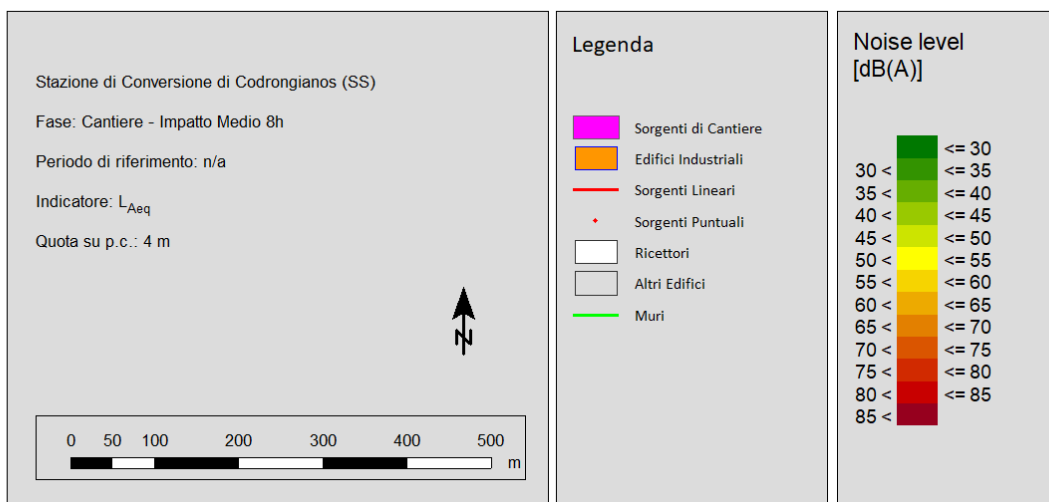 Stazione di Conversione di Codrongianos (SS)
Fase: Cantiere - Impatto Medio 8h
Periodo di riferimento: n/a
Indicatore: LAeq
Quota su p.c.: 4 m
N
0 50 100 200 300 400 500
m
Legenda
Sorgenti di Cantiere
Edifici Industriali
Sorgenti Lineari
Sorgenti Puntuali
Ricettori
Altri Edifici
Muri
Noise level
[dB(A)]
<= 30
30 < <= 35
35 < <= 40
40 < <= 45
45 < <= 50
50 < <= 55
55 < <= 60
60 < <= 65
65 < <= 70
70 < <= 75
75 < <= 80
80 < <= 85
85 <